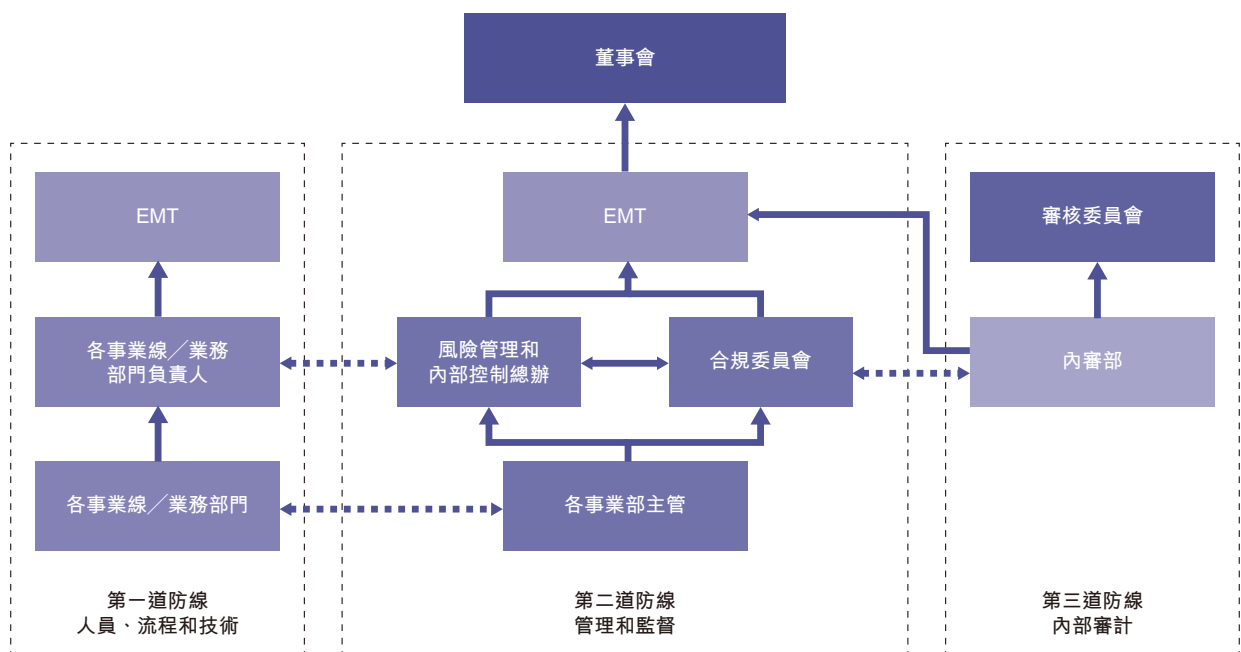 董事會
EMT
各事業線／業務
部門負責人
各事業線／業務部門
第一道防線
人員、流程和技術
EMT
風險管理和
內部控制總辦
合規委員會
各事業部主管
第二道防線
管理和監督
審核委員會
內審部
第三道防線
內部審計